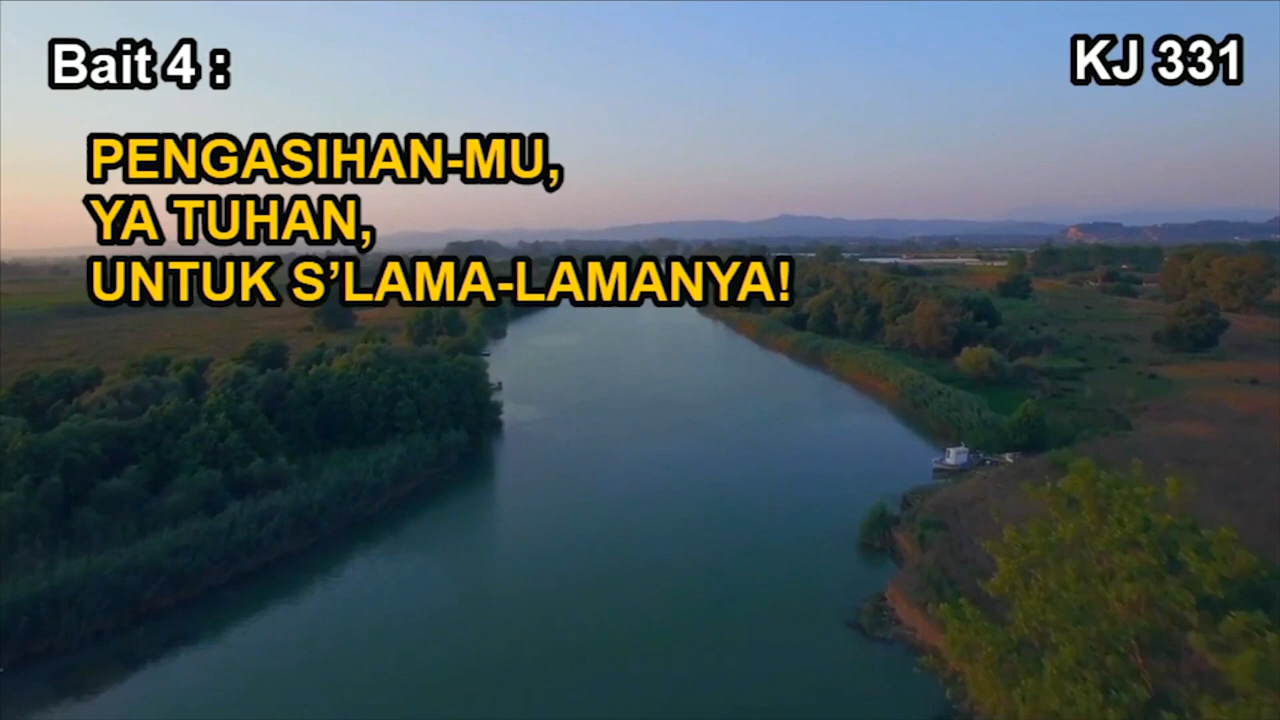 Bait 4 :
KJ 331
PENGASIHAN-MU,
YA TUHAN,
UNTUK S’LAMA-LAMANYA!